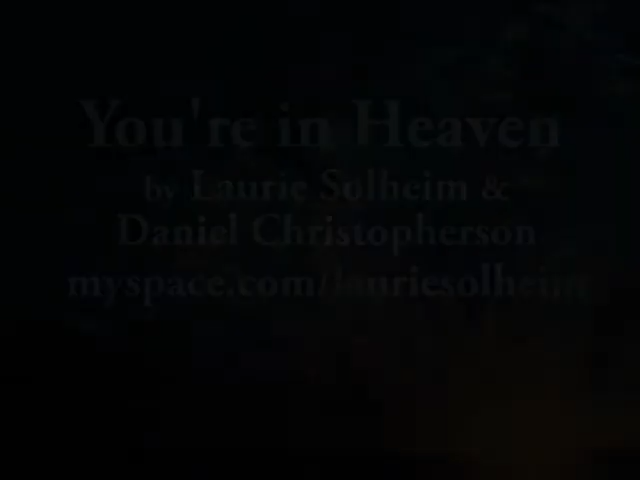 You're in Heaven
by Laurie Solheim &
Daniel Christopherson
myspace.com/lauriesolheim